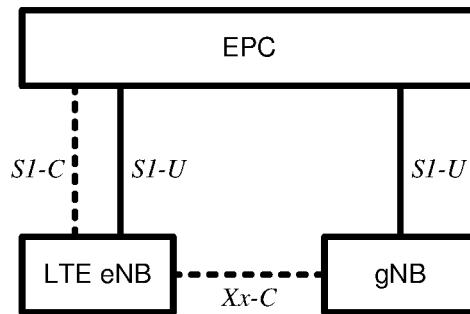 EPC
S1-C
S1-U
S1-U
LTE eNB
gNB
Xx-C